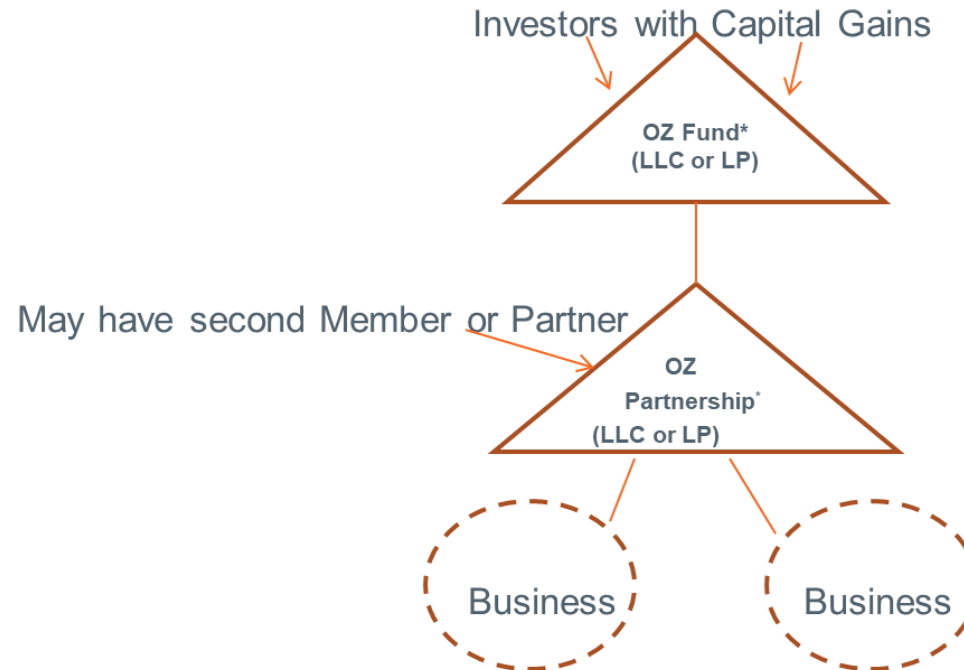 Investors with Capital Gains
OZ Fund*
(LLC or LP)
May have second Member or Partner
OZ
Partnership*
(LLC or LP)
Business
Business